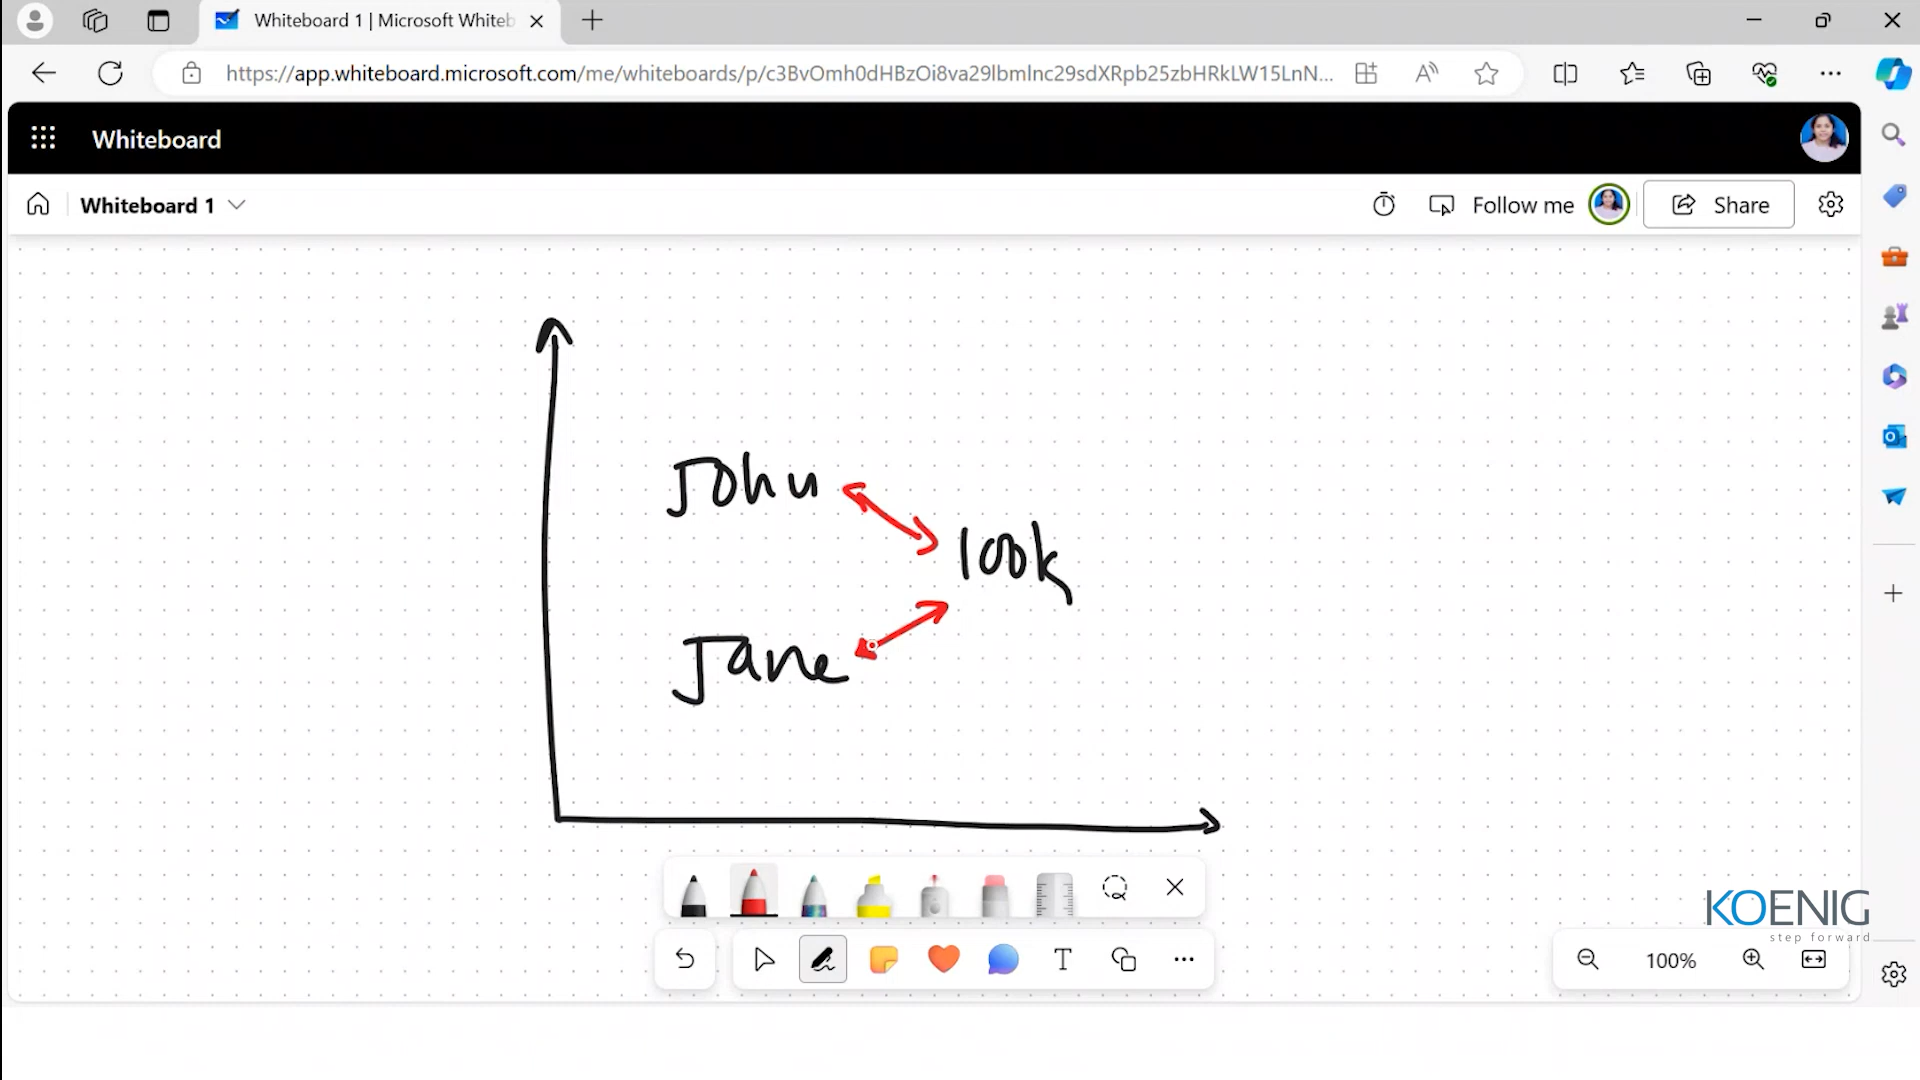 Whiteboard 1 | Microsoft Whiteb
https://app.whiteboard.microsoft.com/me/whiteboards/p/c3BvOmh0dHBzOi8va29lbmlnc29sdXRpb25zbHRkLW15LnN...
Whiteboard
Whiteboard 1
Follow me
Share
John
100k
Jane
T
KOENIG
step forward
100%